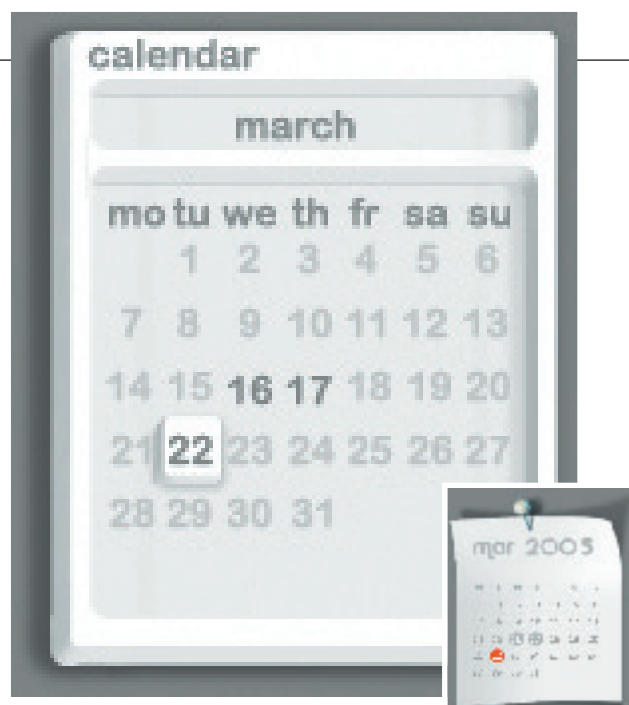 calendar
march
mo tu we th fr sa su
1 2 3 4 5 6
7 8 9 10 11 12 13
14 15 16 17 18 19 20
21 22 23 24 25 26 27
28 29 30 31
mar 2005